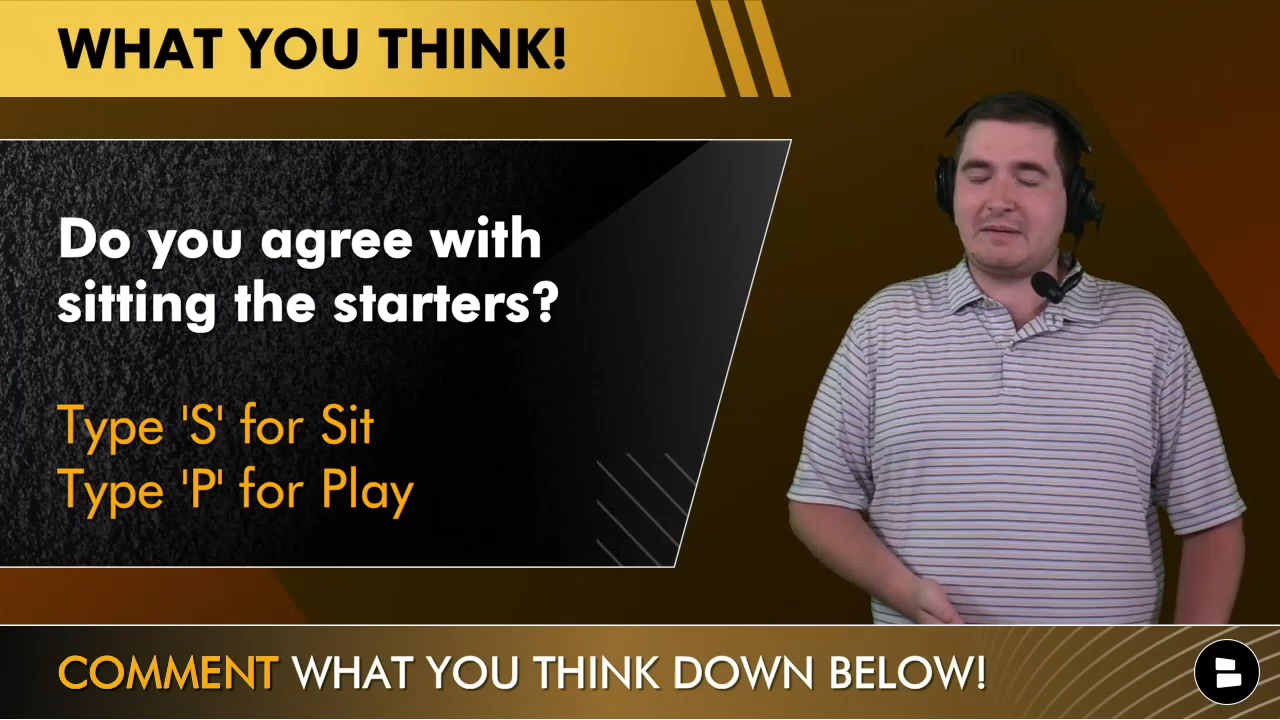 WHAT YOU THINK!
Do you agree with
sitting the starters?
Type 'S' for Sit
Type 'P' for Play
COMMENT WHAT YOU THINK DOWN BELOW!